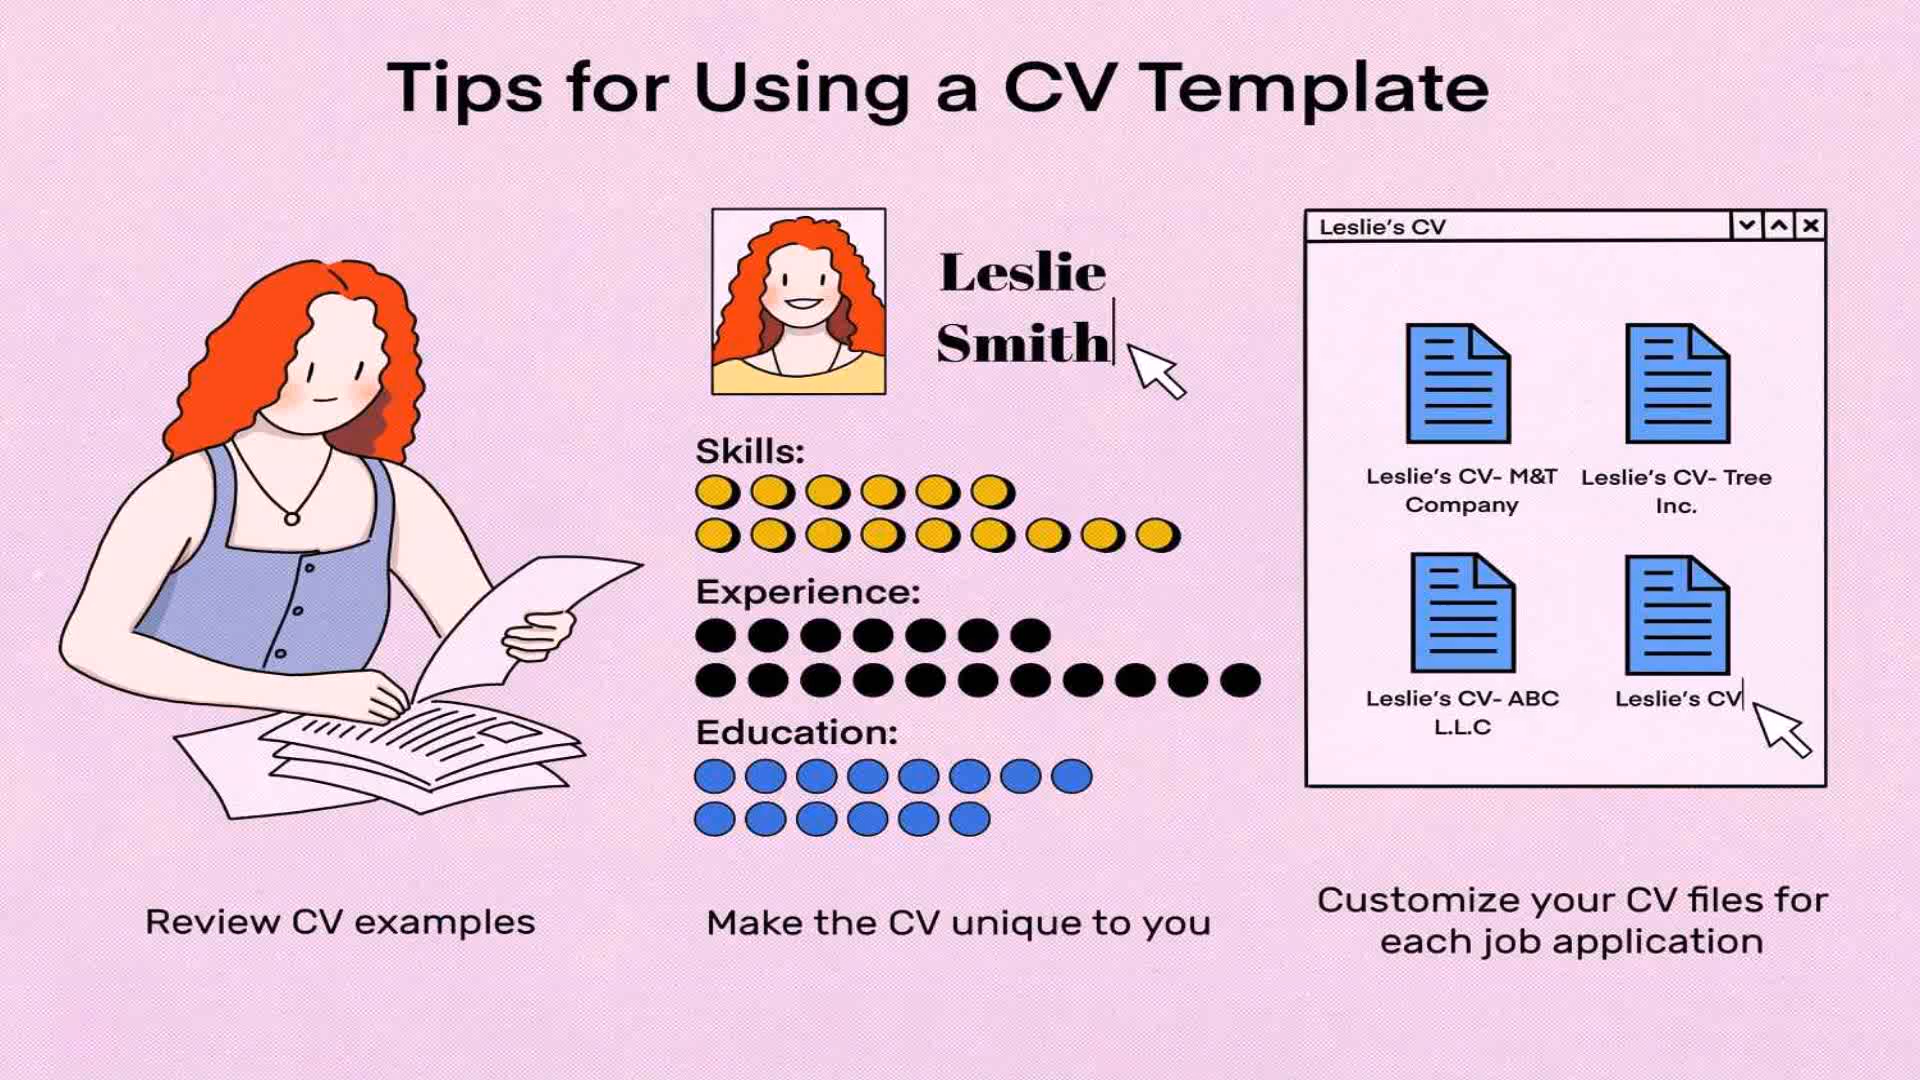 Tips for Using a CV Template
Leslie
Smith
Skills:
Experience:
Education:
Leslie's CV
Leslie's CV- M&T
Company
Leslie's CV- Tree
Inc.
Leslie's CV- ABC
L.L.C
Leslie's CV
Review CV examples
Make the CV unique to you
Customize your CV files for
each job application